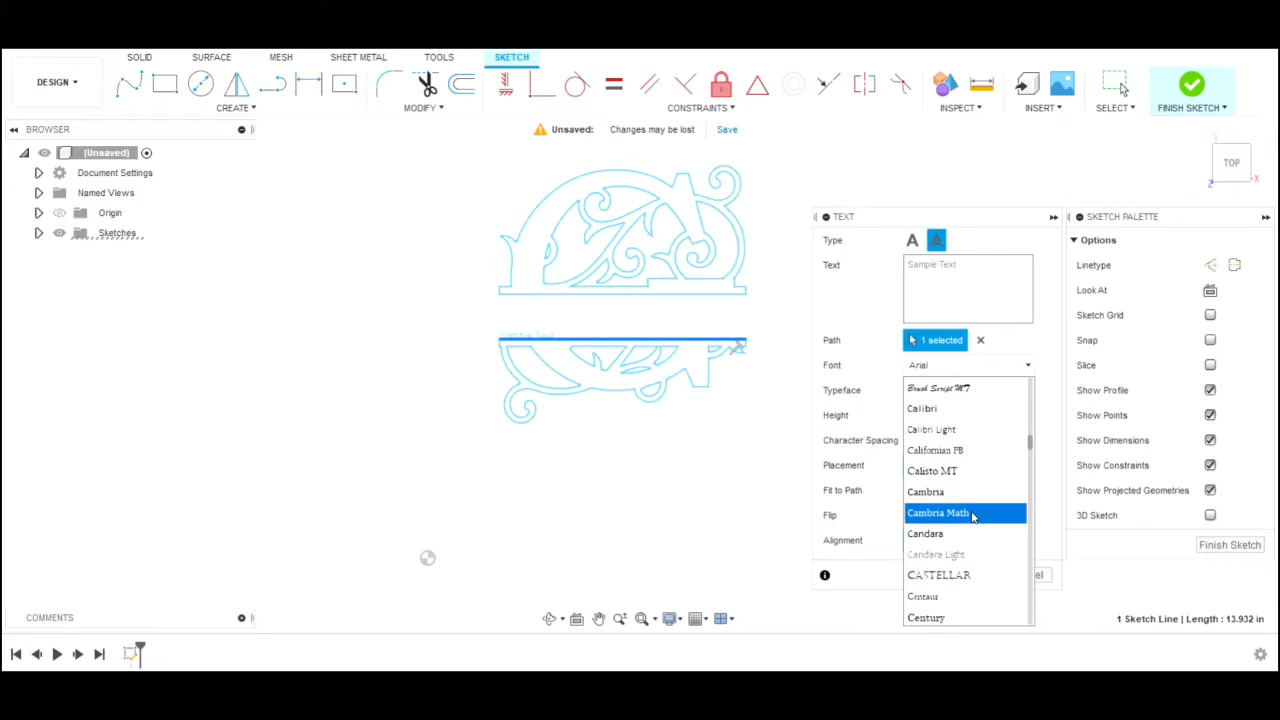 SOLID SURFACE MESH SHEET METAL TOOLS SKETCH
DESIGN
CREATE MODIFY CONSTRAINTS INSPECT INSERT SELECT FINISH SKETCH
BROWSER
Unsaved: Changes may be lost Save
(Unsaved)
Document Settings
Named Views
Origin
Sketches
TOP
X
Z
TEXT
Type A A
Text Sample Text
Path 1 selected
Font Arial
Typeface
Height
Character Spacing
Placement
Fit to Path
Flip
Alignment
Brush Script MT
Calibri
Calibri Light
Californian FB
Calisto MT
Cambria
Cambria Math
Candara
Candara Light
CASTELLAR
Centaur
Century
el
SKETCH PALETTE
Options
Linetype
Look At
Sketch Grid
Snap
Slice
Show Profile
Show Points
Show Dimensions
Show Constraints
Show Projected Geometries
3D Sketch
Finish Sketch
Sample Text
COMMENTS
1 Sketch Line | Length : 13.932 in